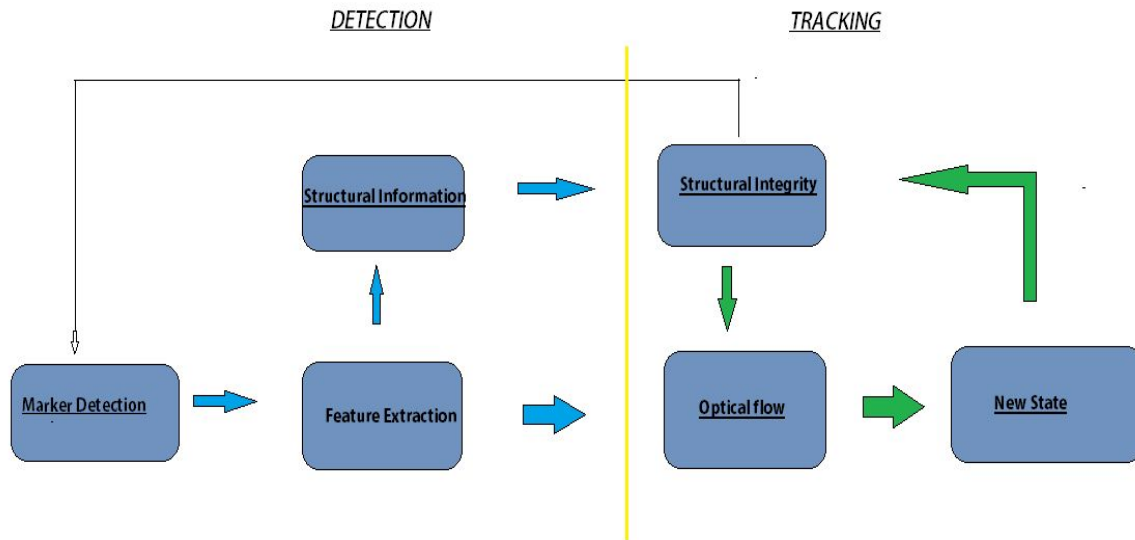 DETECTION
TRACKING
Structural Information
Structural Integrity
Marker Detection
Feature Extraction
Optical flow
New State